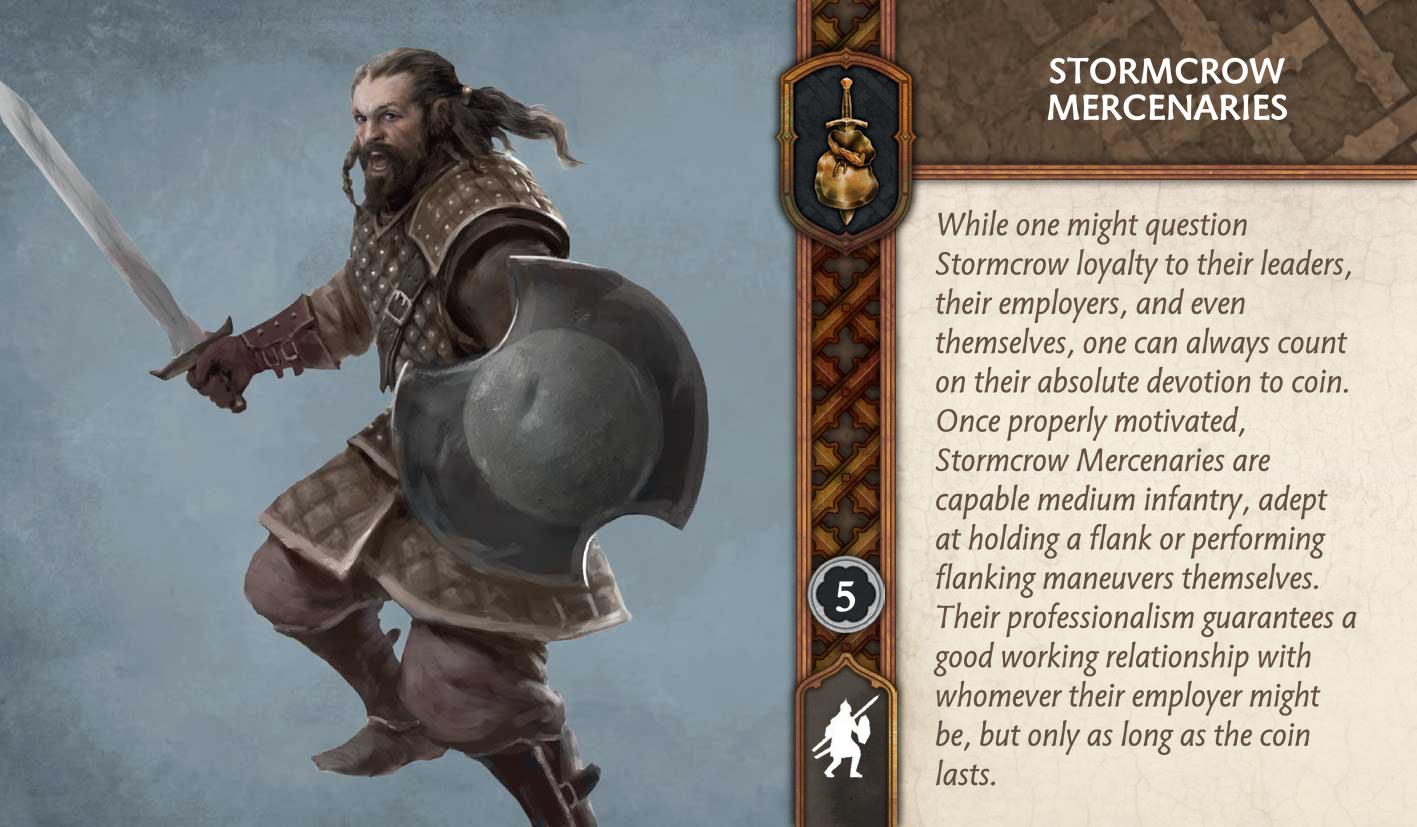 STORMCROW
MERCENARIES
While one might question
Stormcrow loyalty to their leaders,
their employers, and even
themselves, one can always count
on their absolute devotion to coin.
Once properly motivated,
Stormcrow Mercenaries are
capable medium infantry, adept
at holding a flank or performing
flanking maneuvers themselves.
Their professionalism guarantees a
good working relationship with
whomever their employer might
be, but only as long as the coin
lasts.
5